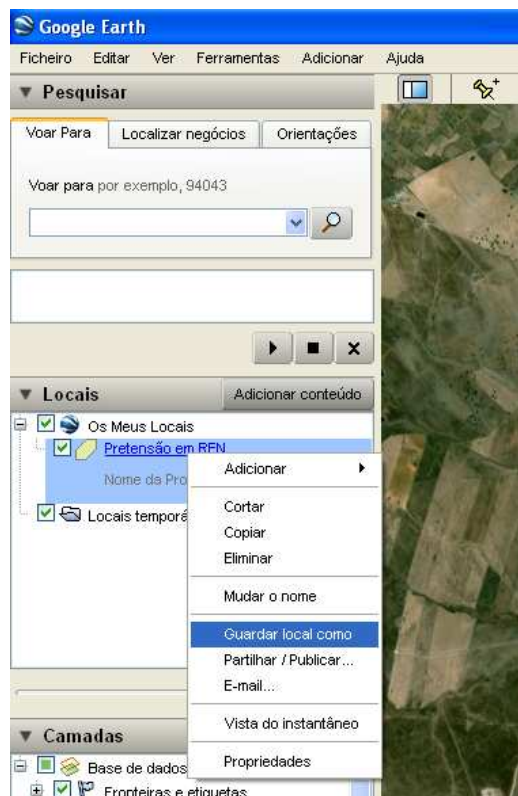 Google Earth
Ficheiro Editar Ver Ferramentas Adicionar Ajuda
Pesquisar
Voar Para Localizar negócios Orientações
Voar para por exemplo, 94043
Locais Adicionar conteúdo
Os Meus Locais
Pretensão em REN
Nome da Pro
Locais temporá
Adicionar
Cortar
Copiar
Eliminar
Mudar o nome
Guardar local como
Partilhar / Publicar...
E-mail...
Vista do instantâneo
Propriedades
Camadas
Base de dados
Fronteiras e etiquetas